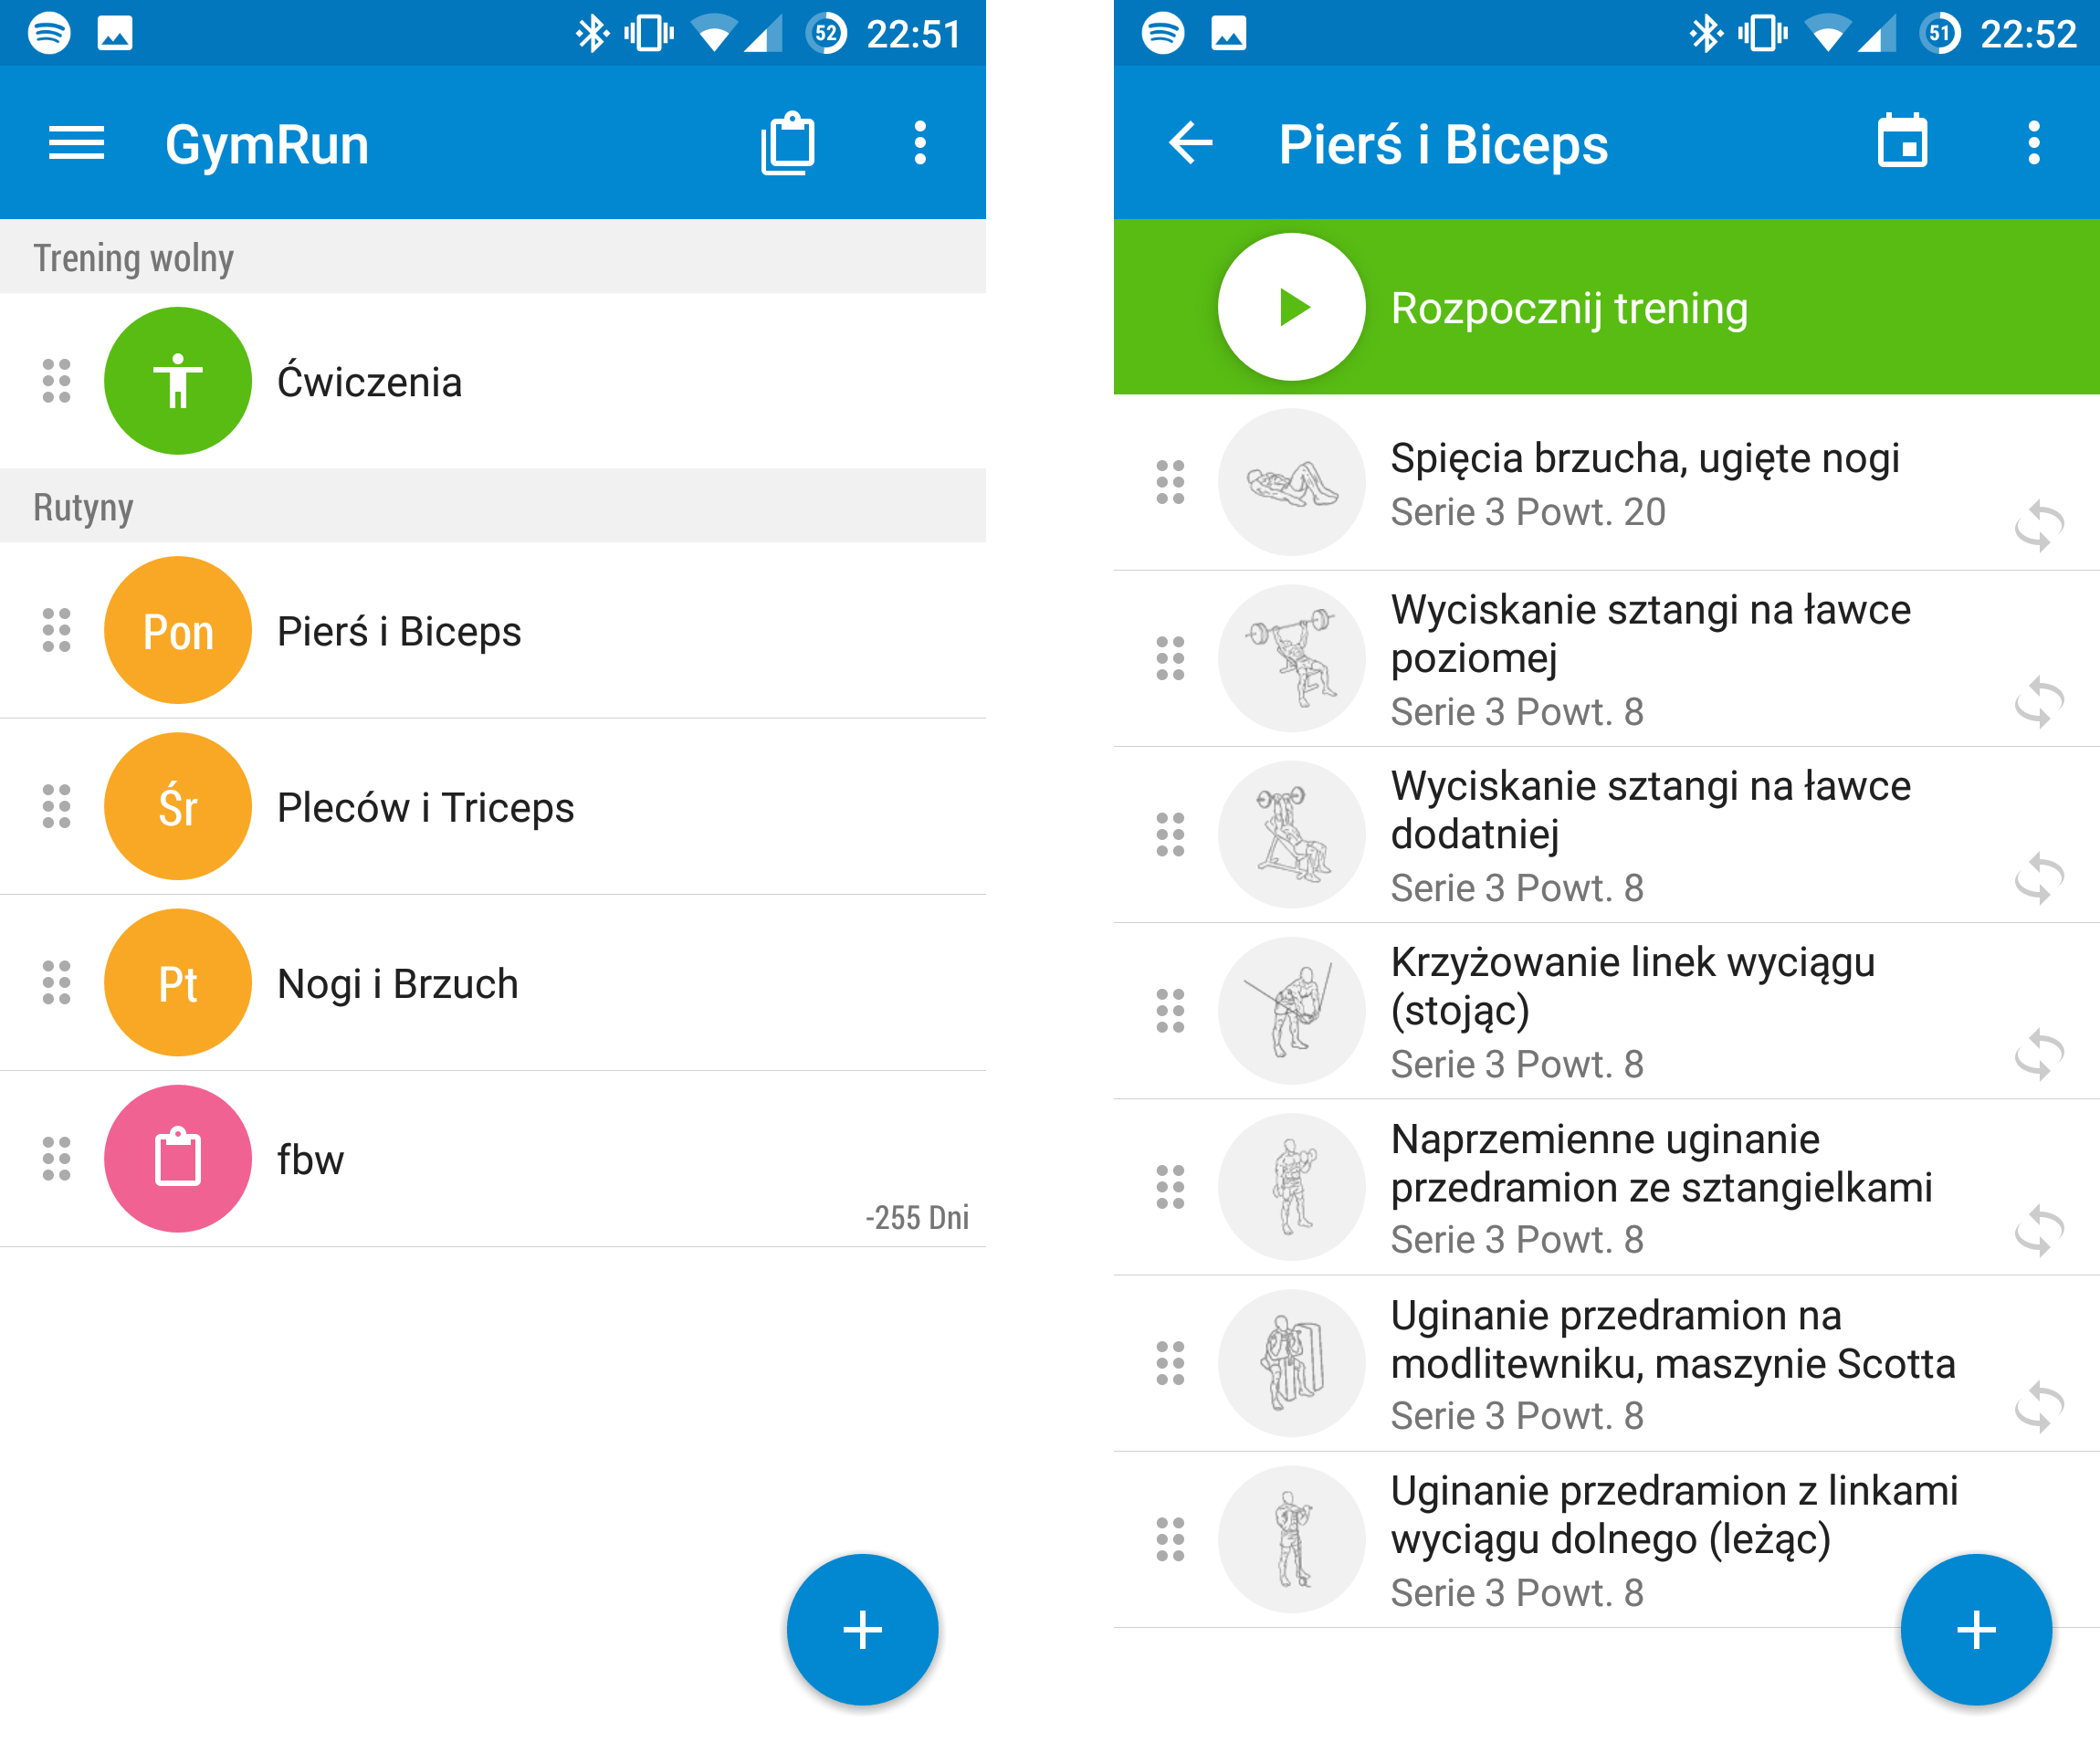 52 22:51
GymRun
Trening wolny
Ćwiczenia
Rutyny
Pon Pierś i Biceps
Śr Pleców i Triceps
Pt Nogi i Brzuch
fbw
-255 Dni
51 22:52
Pierś i Biceps
Rozpocznij trening
Spięcia brzucha, ugięte nogi
Serie 3 Powt. 20
Wyciskanie sztangi na ławce
poziomej
Serie 3 Powt. 8
Wyciskanie sztangi na ławce
dodatniej
Serie 3 Powt. 8
Krzyżowanie linek wyciągu
(stojąc)
Serie 3 Powt. 8
Naprzemienne uginanie
przedramion ze sztangielkami
Serie 3 Powt. 8
Uginanie przedramion na
modlitewniku, maszynie Scotta
Serie 3 Powt. 8
Uginanie przedramion z linkami
wyciągu dolnego (leżąc)
Serie 3 Powt. 8